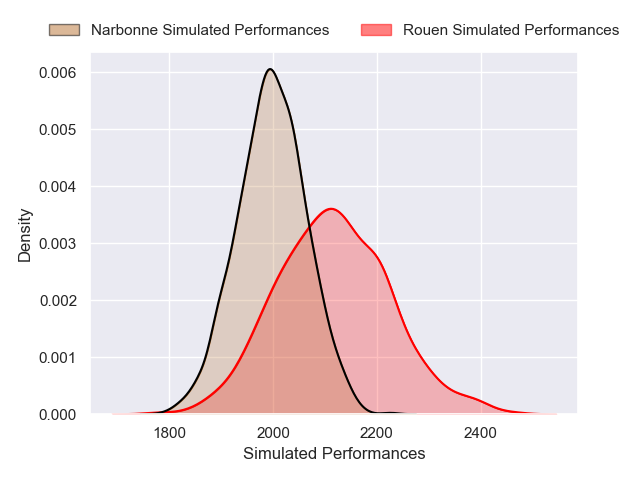 Narbonne Simulated Performances Rouen Simulated Performances
0.006
0.005
0.004
0.003
0.002
0.001
0.000
Density
1800 2000 2200 2400
Simulated Performances